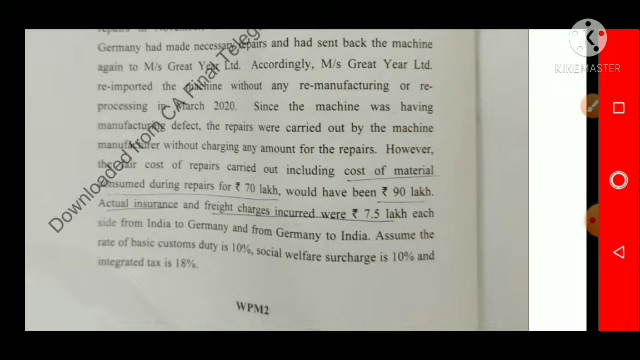 repairs in November
Germany had made necessary repairs and had sent back the machine
again to M/s Great Year Ltd. Accordingly, M/s Great Year Ltd.
re-imported the machine without any re-manufacturing or re-
processing in March 2020. Since the machine was having
manufacturing defect, the repairs were carried out by the machine
manufacturer without charging any amount for the repairs. However,
the fair cost of repairs carried out including cost of material
consumed during repairs for ₹ 70 lakh, would have been ₹ 90 lakh.
Actual insurance and freight charges incurred were ₹ 7.5 lakh each
side from India to Germany and from Germany to India. Assume the
rate of basic customs duty is 10%, social welfare surcharge is 10% and
integrated tax is 18%.
WPM2
Downloaded from CA Final Teleg
KINEMASTER